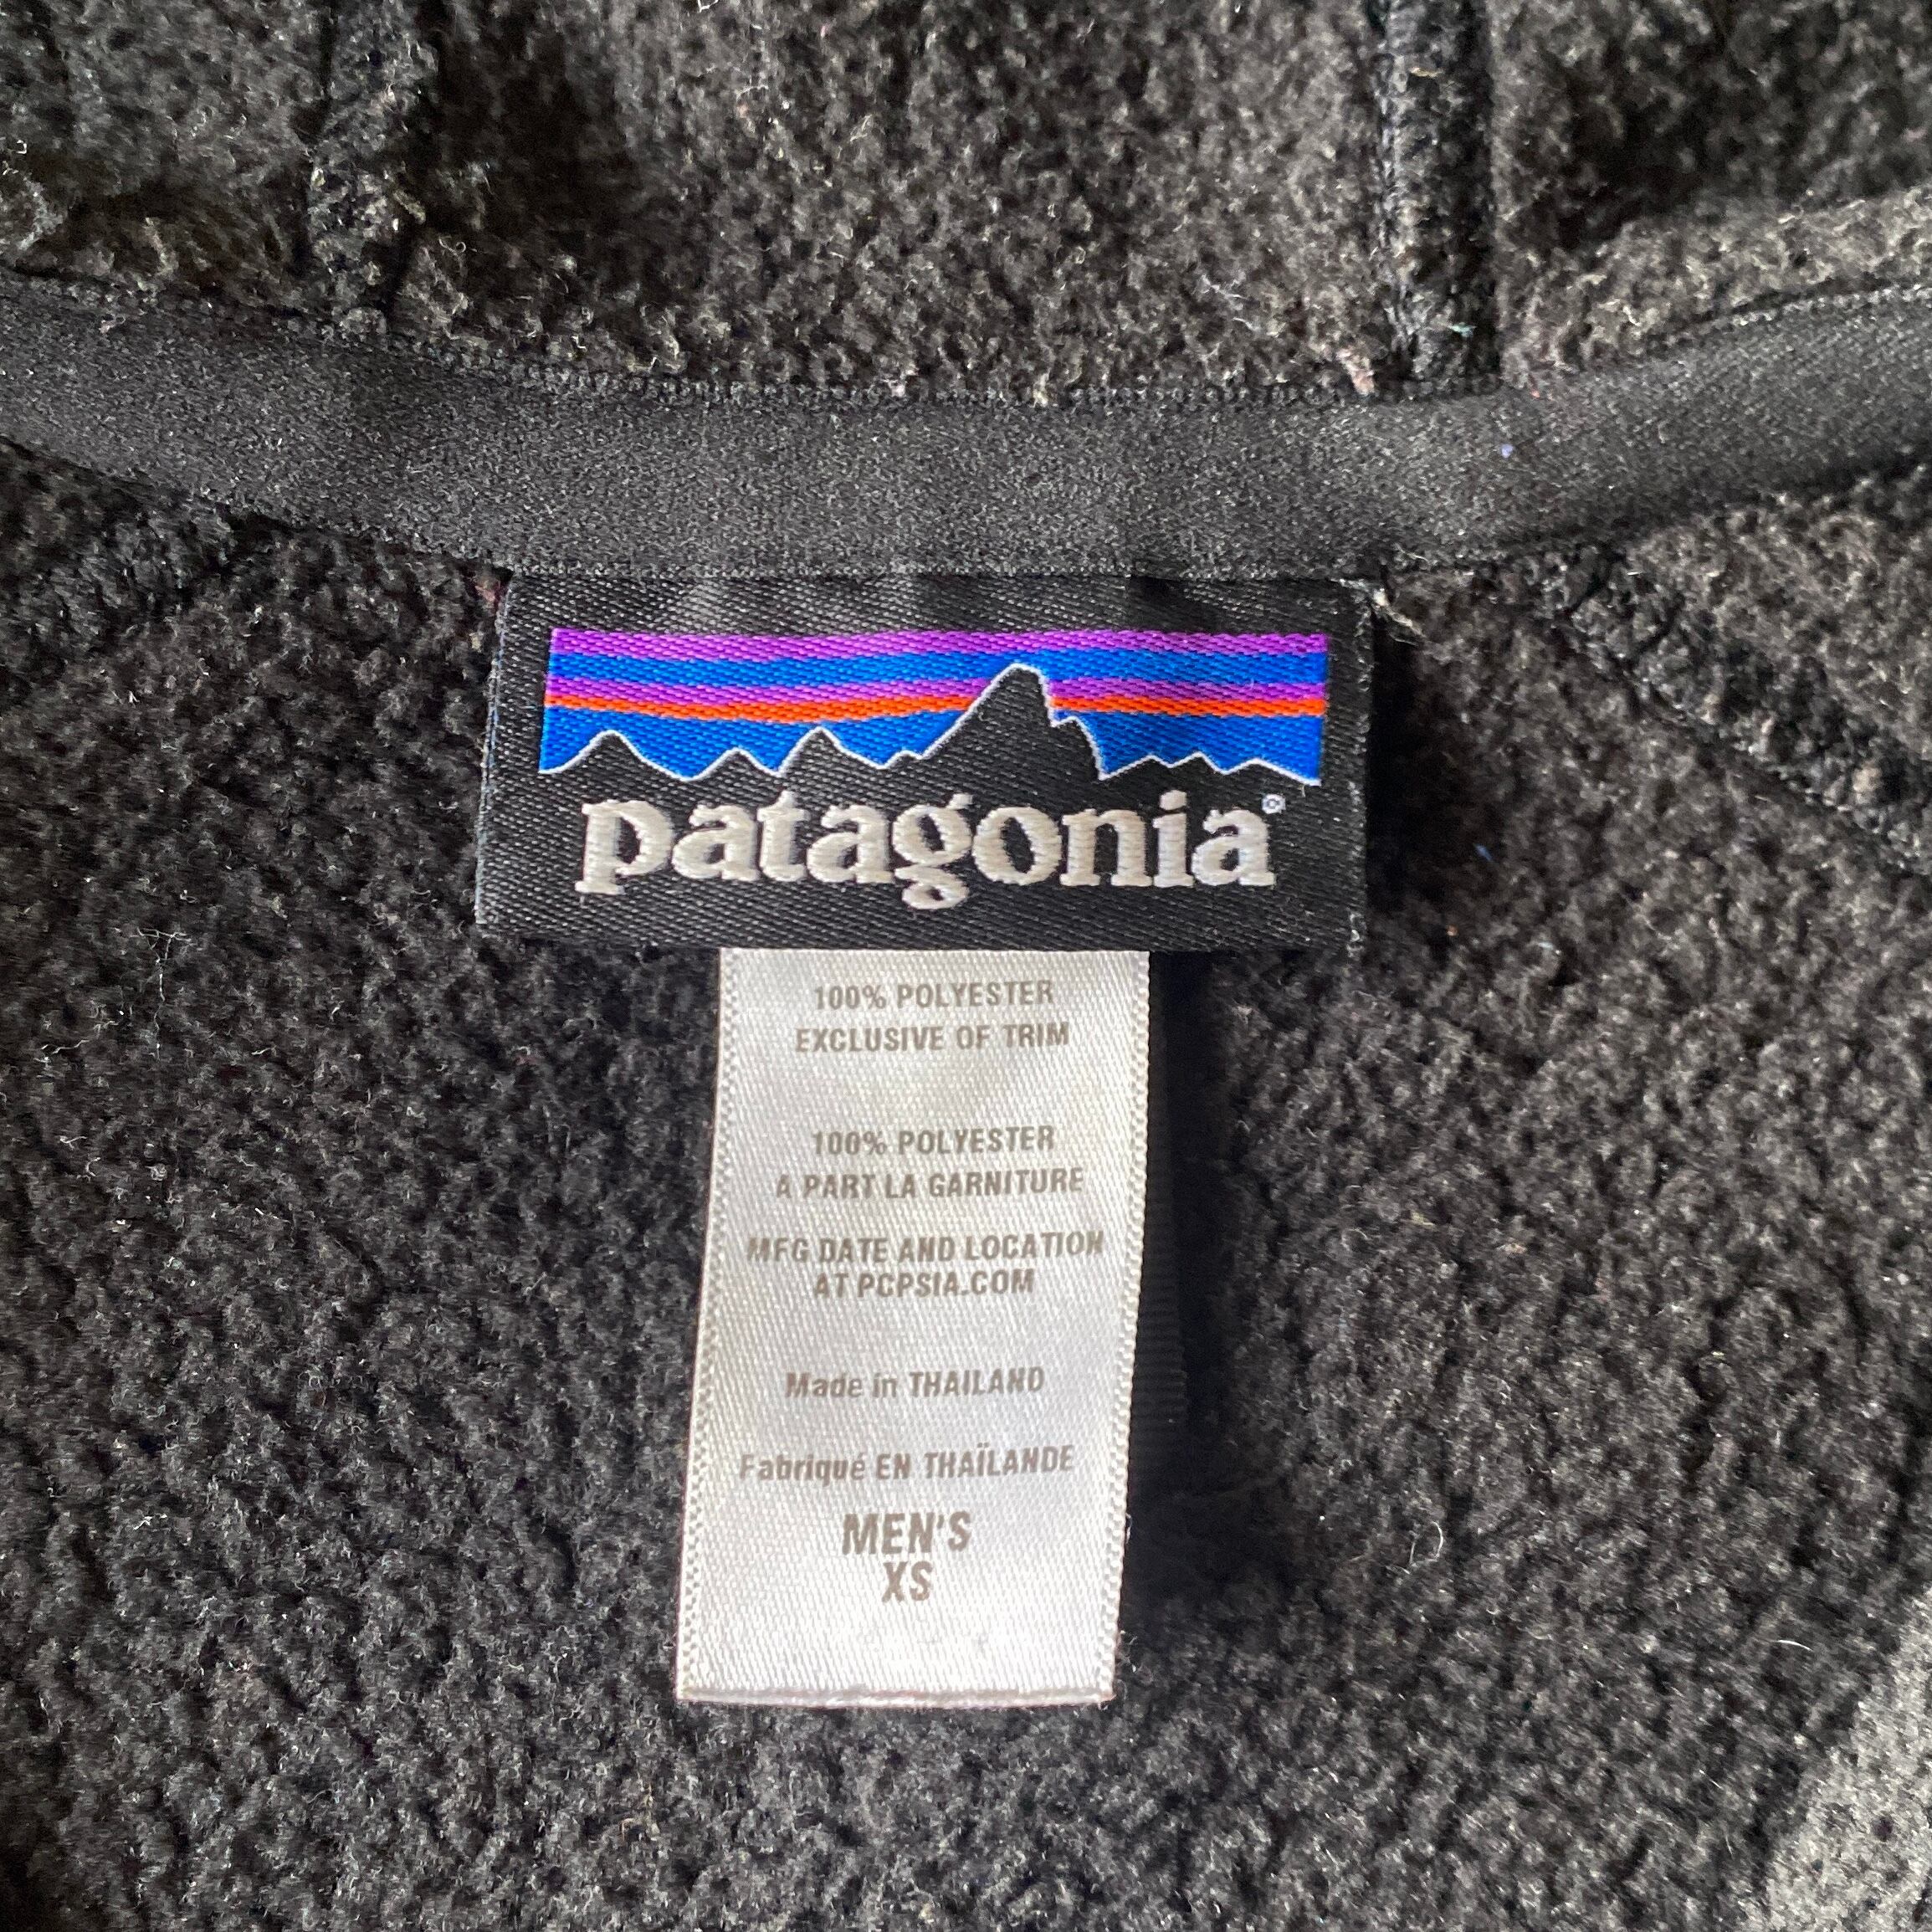 patagonia®
100% POLYESTER
EXCLUSIVE OF TRIM
100% POLYESTER
A PART LA GARNITURE
MFG DATE AND LOCATION
AT PCPSIA.COM
Made in THAILAND
Fabriqué EN THAÏLANDE
MEN'S
XS